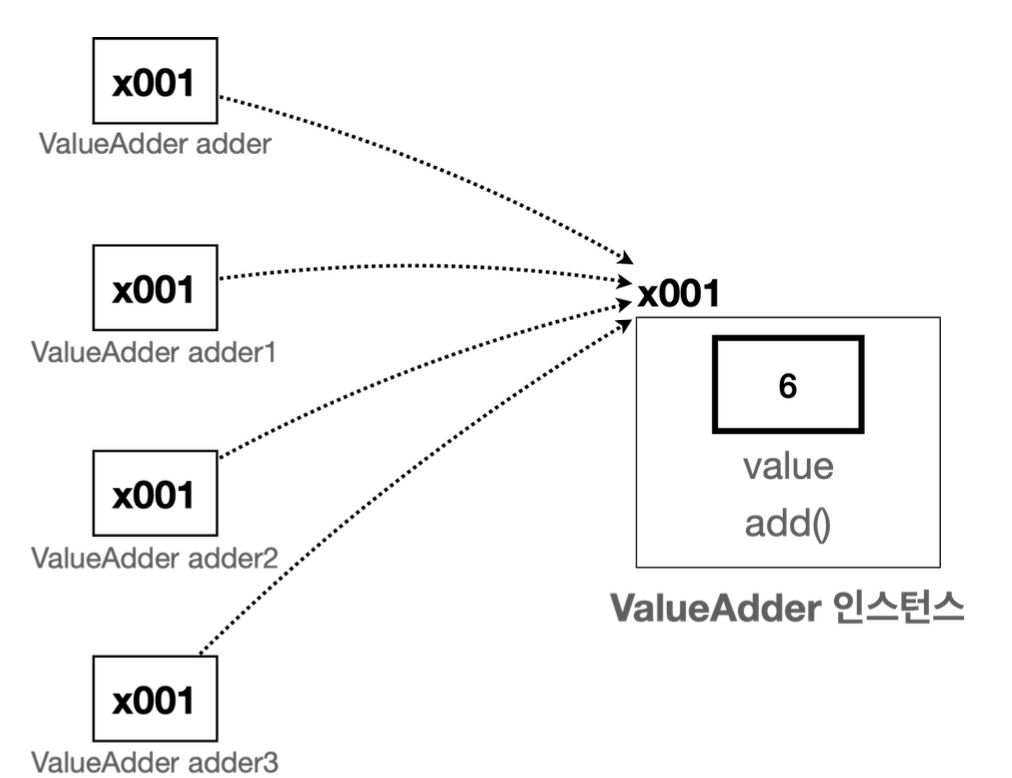 x001
ValueAdder adder
x001
ValueAdder adder1
x001
ValueAdder adder2
x001
ValueAdder adder3
x001
6
value
add()
ValueAdder 인스턴스